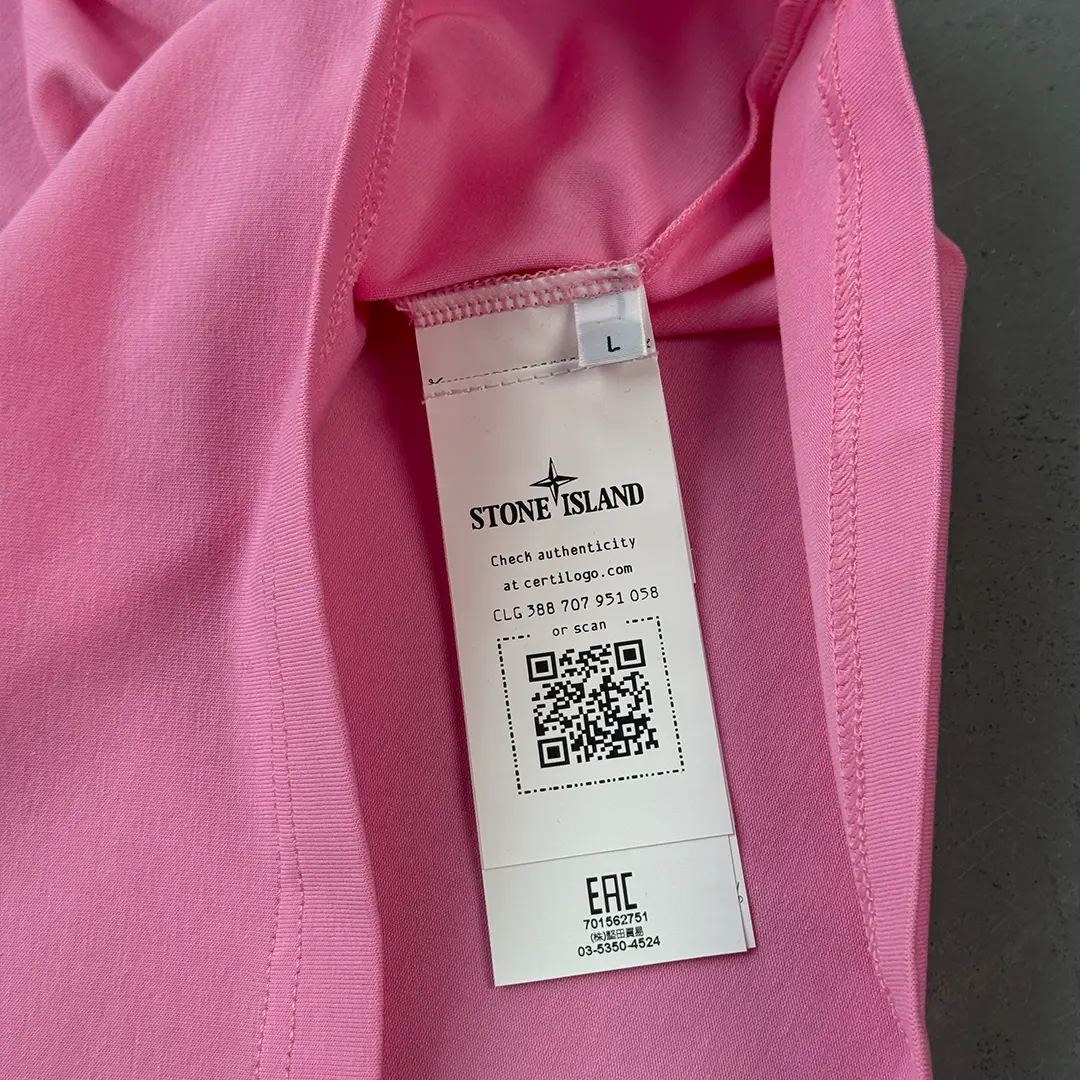 L
STONE ISLAND
Check authenticity
at certilogo.com
CLG 388 707 951 058
or scan
EAC
701562751
(株)堅田貿易
03-5350-4524